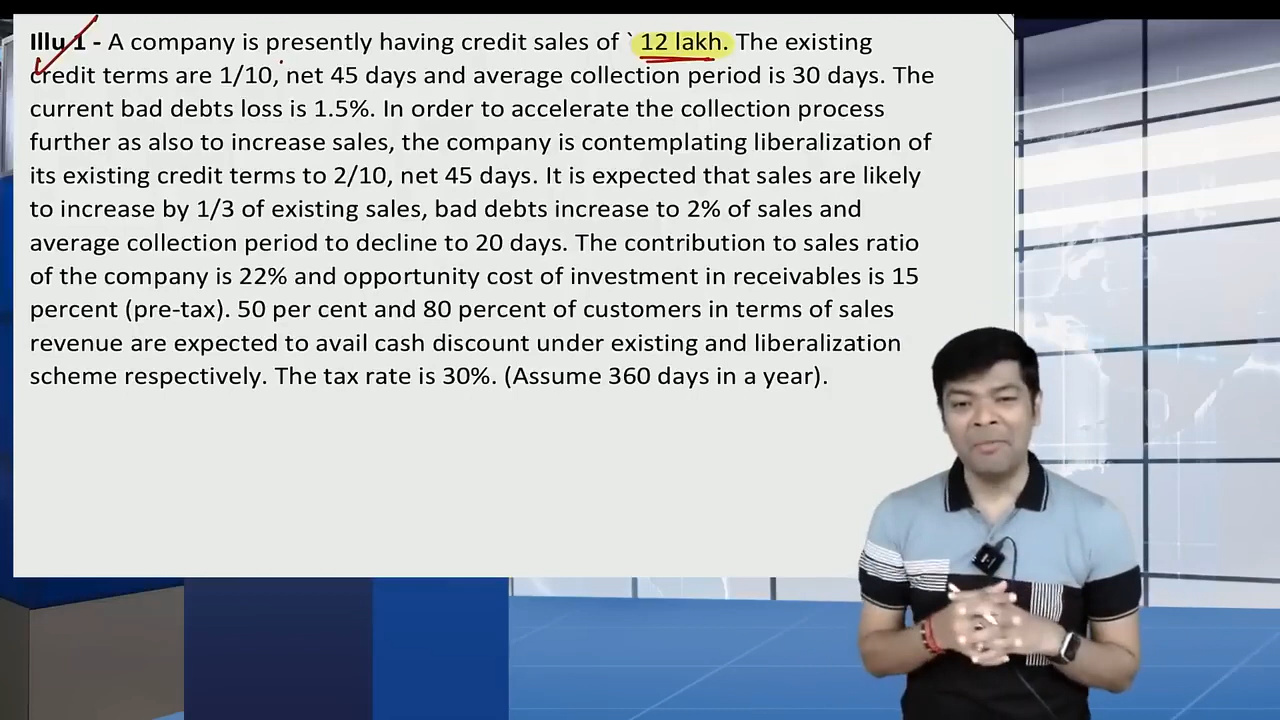 Illu 1 - A company is presently having credit sales of ` 12 lakh. The existing
credit terms are 1/10, net 45 days and average collection period is 30 days. The
current bad debts loss is 1.5%. In order to accelerate the collection process
further as also to increase sales, the company is contemplating liberalization of
its existing credit terms to 2/10, net 45 days. It is expected that sales are likely
to increase by 1/3 of existing sales, bad debts increase to 2% of sales and
average collection period to decline to 20 days. The contribution to sales ratio
of the company is 22% and opportunity cost of investment in receivables is 15
percent (pre-tax). 50 per cent and 80 percent of customers in terms of sales
revenue are expected to avail cash discount under existing and liberalization
scheme respectively. The tax rate is 30%. (Assume 360 days in a year).